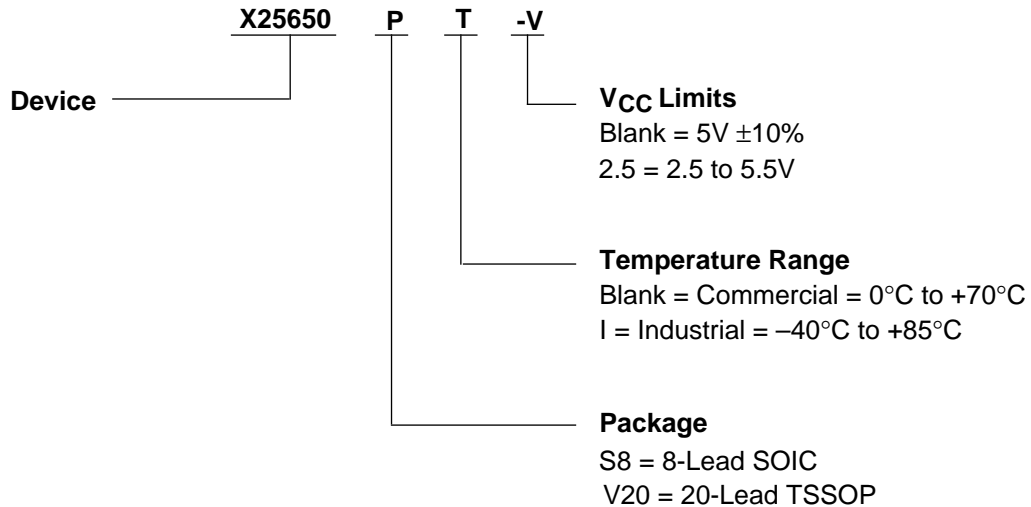 X25650 P T -V
Device
VCC Limits
Blank = 5V ±10%
2.5 = 2.5 to 5.5V
Temperature Range
Blank = Commercial = 0°C to +70°C
I = Industrial = –40°C to +85°C
Package
S8 = 8-Lead SOIC
V20 = 20-Lead TSSOP